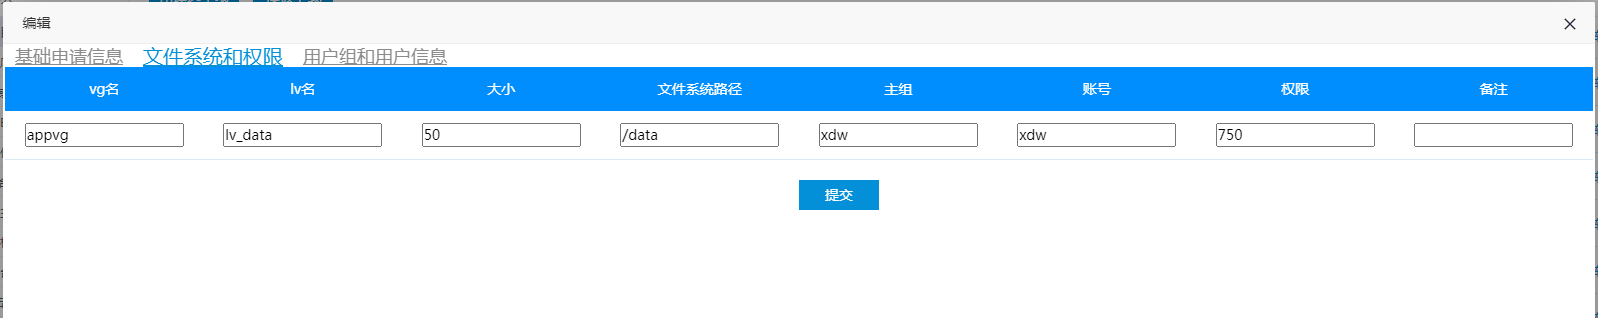 编辑
基础申请信息 文件系统和权限 用户组和用户信息
vg名 lv名 大小 文件系统路径 主组 账号 权限 备注
appvg lv_data 50 /data xdw xdw 750
提交